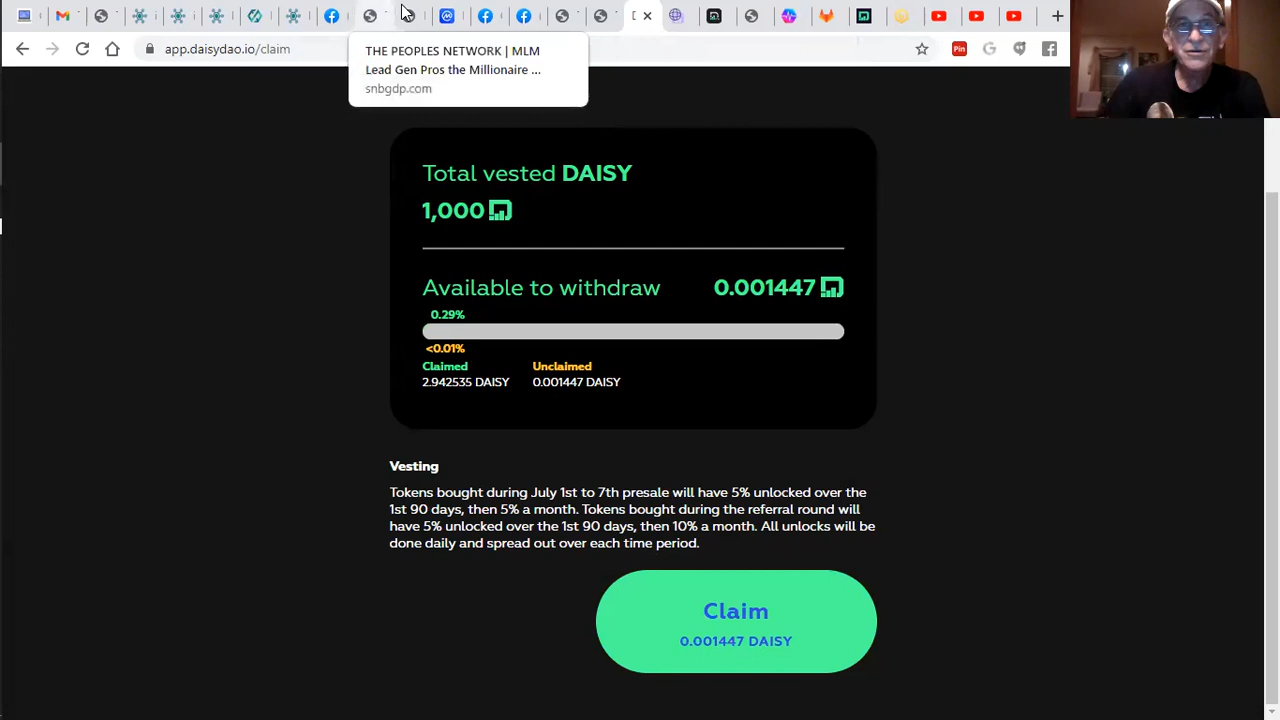 app.daisydao.io/claim
Pin
THE PEOPLES NETWORK | MLM
Lead Gen Pros the Millionaire ...
snbgdp.com
Total vested DAISY
1,000
Available to withdraw 0.001447
0.29%
<0.01%
Claimed Unclaimed
2.942535 DAISY 0.001447 DAISY
Vesting
Tokens bought during July 1st to 7th presale will have 5% unlocked over the
1st 90 days, then 5% a month. Tokens bought during the referral round will
have 5% unlocked over the 1st 90 days, then 10% a month. All unlocks will be
done daily and spread out over each time period.
Claim
0.001447 DAISY